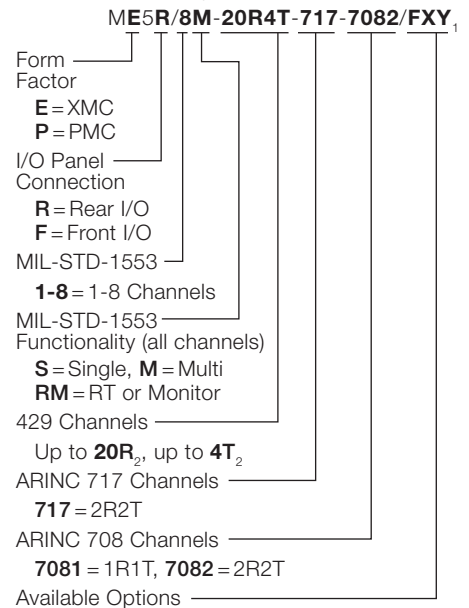 ME5R/8M-20R4T-717-7082/FXY1
Form
Factor
E = XMC
P = PMC
I/O Panel
Connection
R = Rear I/O
F = Front I/O
MIL-STD-1553
1-8 = 1-8 Channels
MIL-STD-1553
Functionality (all channels)
S = Single, M = Multi
RM = RT or Monitor
429 Channels
Up to 20R2, up to 4T2
ARINC 717 Channels
717 = 2R2T
ARINC 708 Channels
7081 = 1R1T, 7082 = 2R2T
Available Options